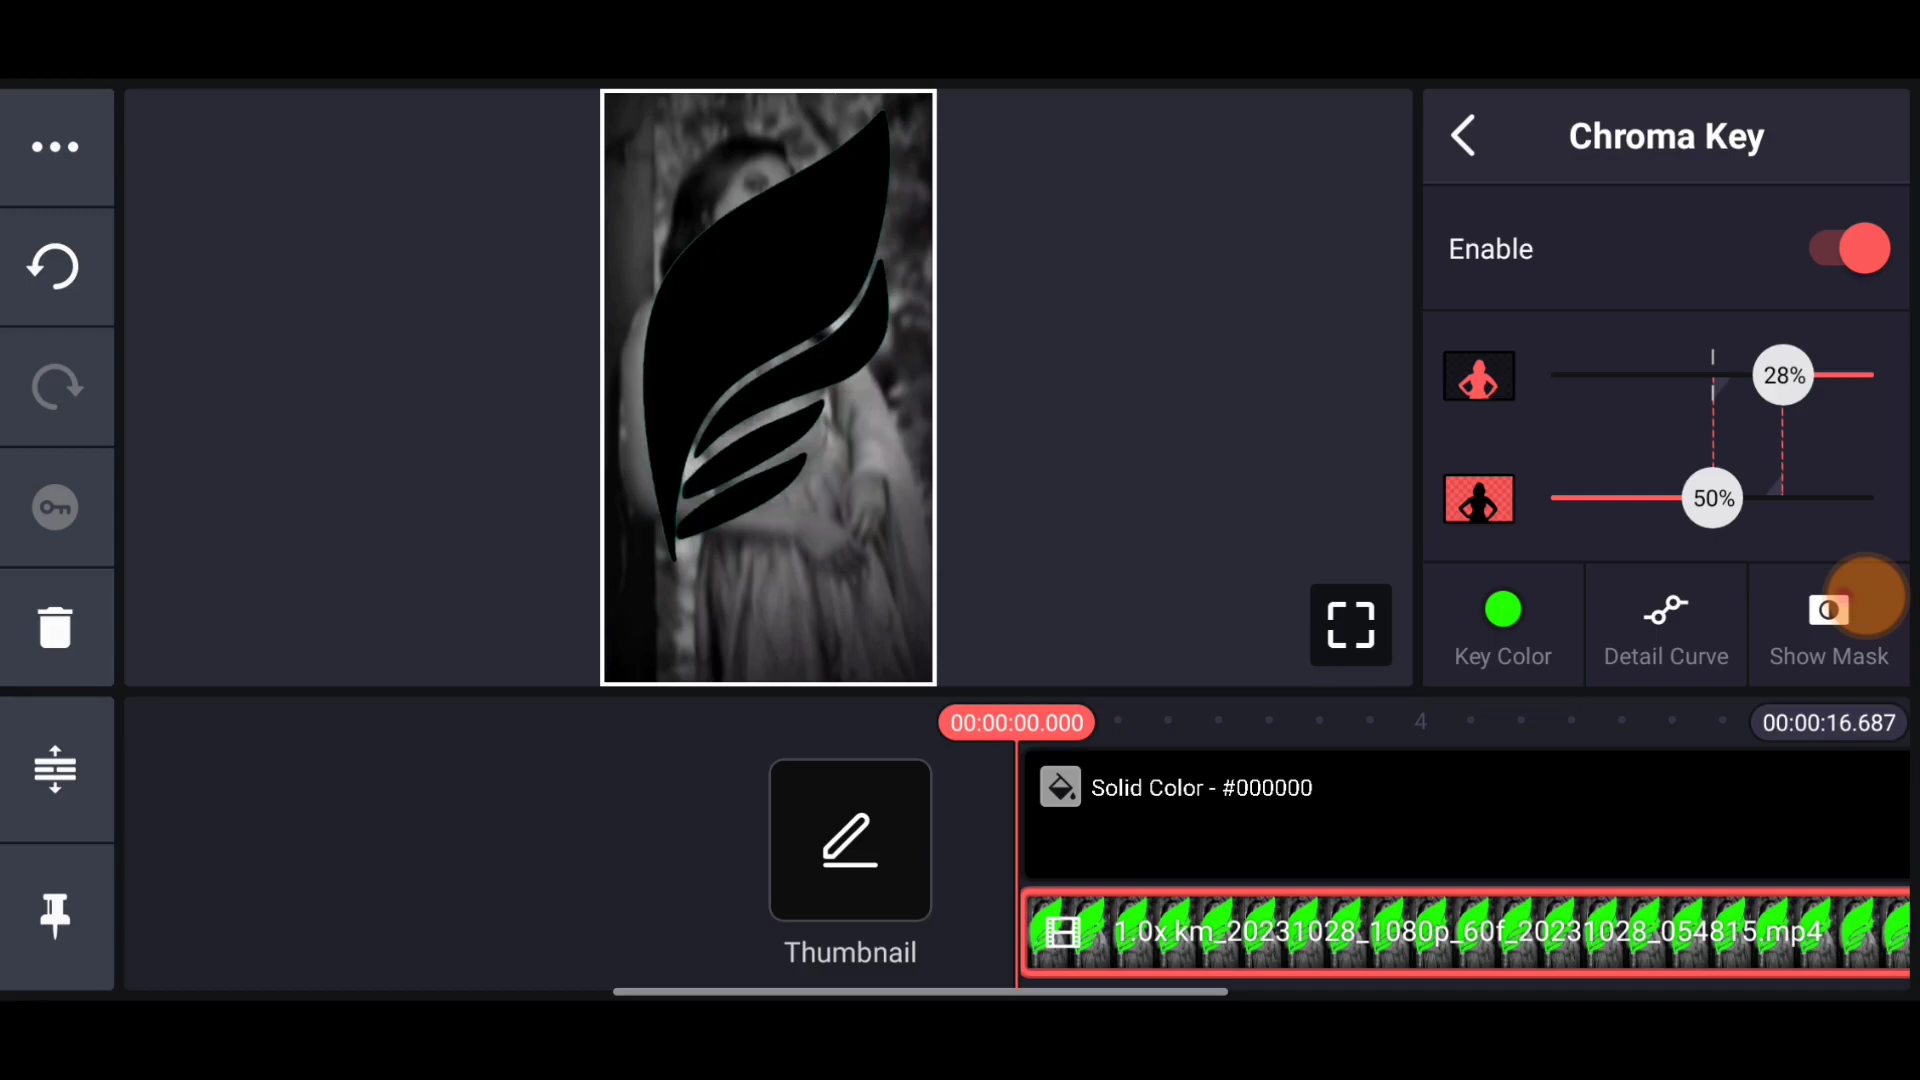 Chroma Key
Enable
28%
50%
Key Color
Detail Curve
Show Mask
00:00:00.000
4
00:00:16.687
Solid Color - #000000
1.0x km_20231028_1080p_60f_20231028_054815.mp4
Thumbnail